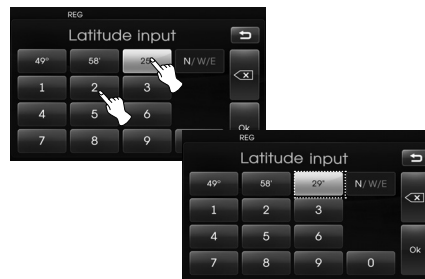 REG
Latitude input
49° 58' N/W/E
1 2 3
4 5 6
Ok
7 8 9
REG
Latitude input
49° 58' 29" N/W/E
1 2 3
4 5 6
Ok
7 8 9 0